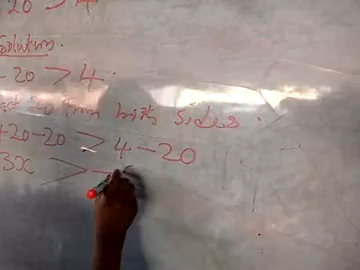 20 > 4
Solution.
- 20 > 4.
20 from both sides.
+20-20 > 4-20
3x > -